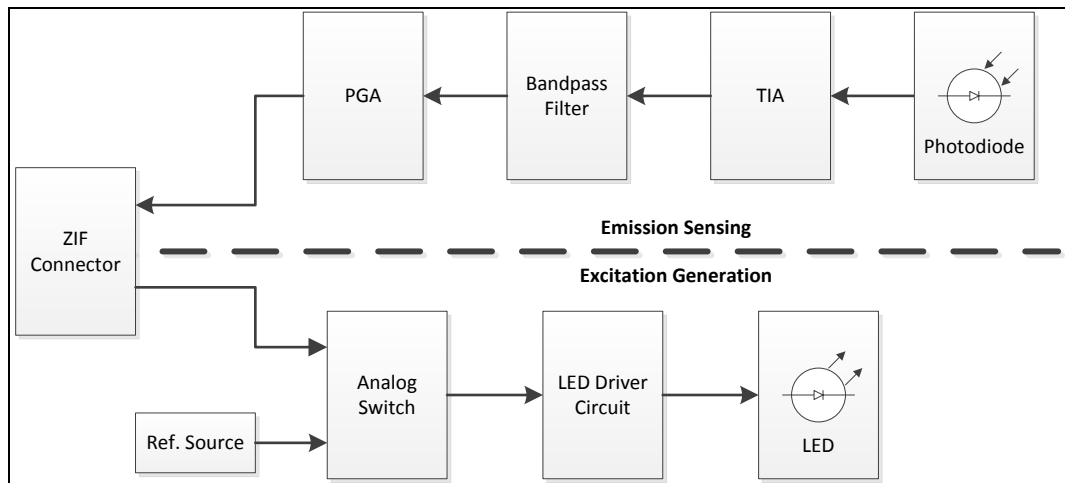 PGA
Bandpass
Filter
TIA
Photodiode
ZIF
Connector
Emission Sensing
Excitation Generation
Analog
Switch
LED Driver
Circuit
LED
Ref. Source